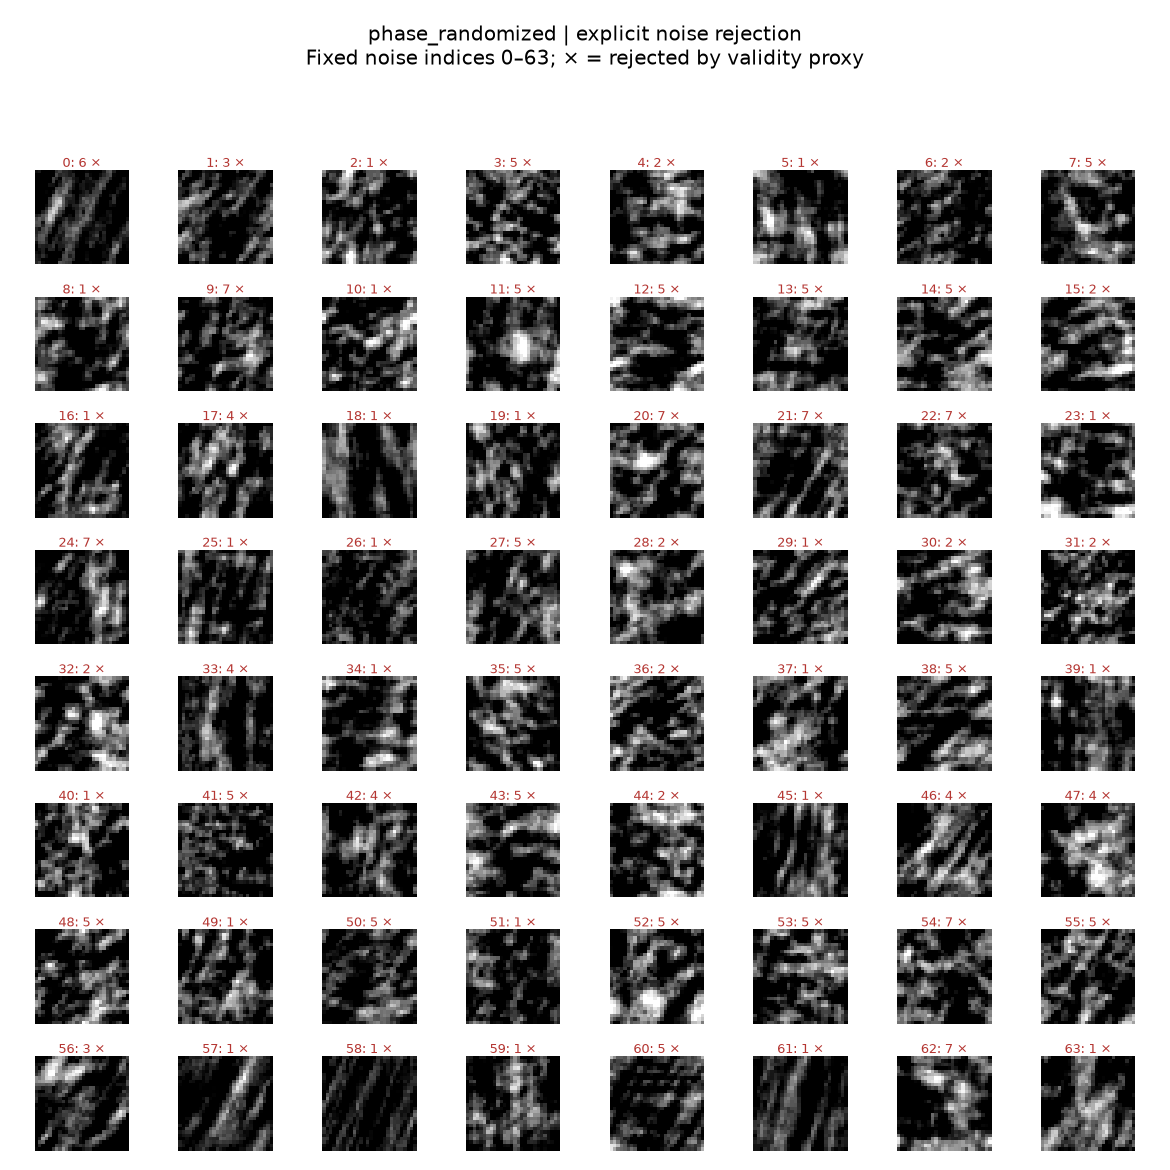 phase_randomized | explicit noise rejection
Fixed noise indices 0–63; × = rejected by validity proxy
0: 6 × 1: 3 × 2: 1 × 3: 5 × 4: 2 × 5: 1 × 6: 2 × 7: 5 ×
8: 1 × 9: 7 × 10: 1 × 11: 5 × 12: 5 × 13: 5 × 14: 5 × 15: 2 ×
16: 1 × 17: 4 × 18: 1 × 19: 1 × 20: 7 × 21: 7 × 22: 7 × 23: 1 ×
24: 7 × 25: 1 × 26: 1 × 27: 5 × 28: 2 × 29: 1 × 30: 2 × 31: 2 ×
32: 2 × 33: 4 × 34: 1 × 35: 5 × 36: 2 × 37: 1 × 38: 5 × 39: 1 ×
40: 1 × 41: 5 × 42: 4 × 43: 5 × 44: 2 × 45: 1 × 46: 4 × 47: 4 ×
48: 5 × 49: 1 × 50: 5 × 51: 1 × 52: 5 × 53: 5 × 54: 7 × 55: 5 ×
56: 3 × 57: 1 × 58: 1 × 59: 1 × 60: 5 × 61: 1 × 62: 7 × 63: 1 ×